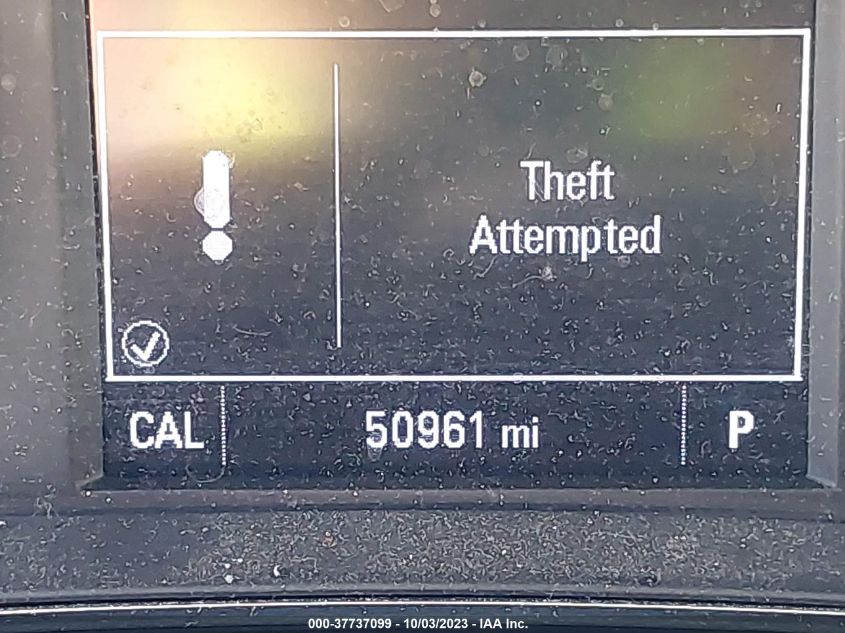 Theft
Attempted
CAL 50961 mi P
000-37737099 - 10/03/2023 - IAA Inc.